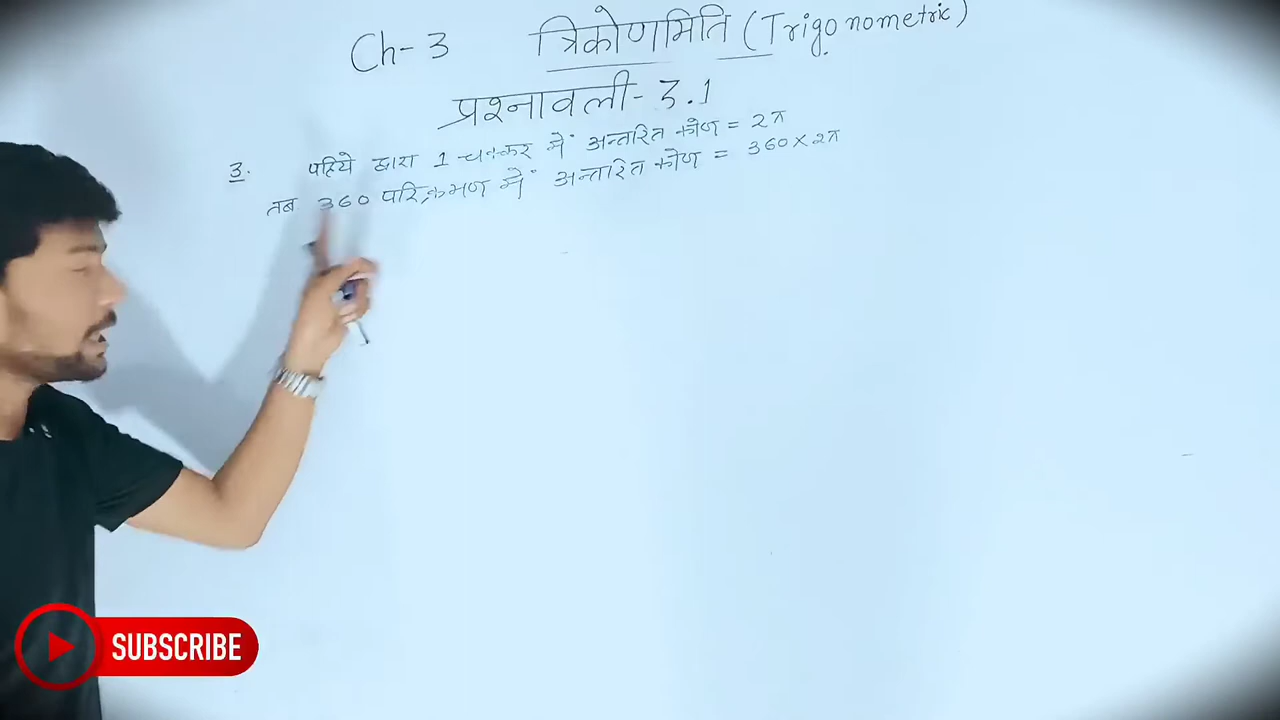 Ch-3 त्रिकोणमिति (Trigonometric)
प्रश्नावली-3.1
3. पहिये द्वारा 1 चक्कर में अन्तरित कोण = 2π
तब 360 परिक्रमण में अन्तरित कोण = 360×2π
SUBSCRIBE